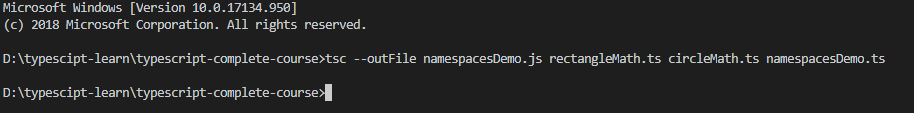 Microsoft Windows [Version 10.0.17134.950]
(c) 2018 Microsoft Corporation. All rights reserved.
D:\typescipt-learn\typescript-complete-course>tsc --outFile namespacesDemo.js rectangleMath.ts circleMath.ts namespacesDemo.ts
D:\typescipt-learn\typescript-complete-course>